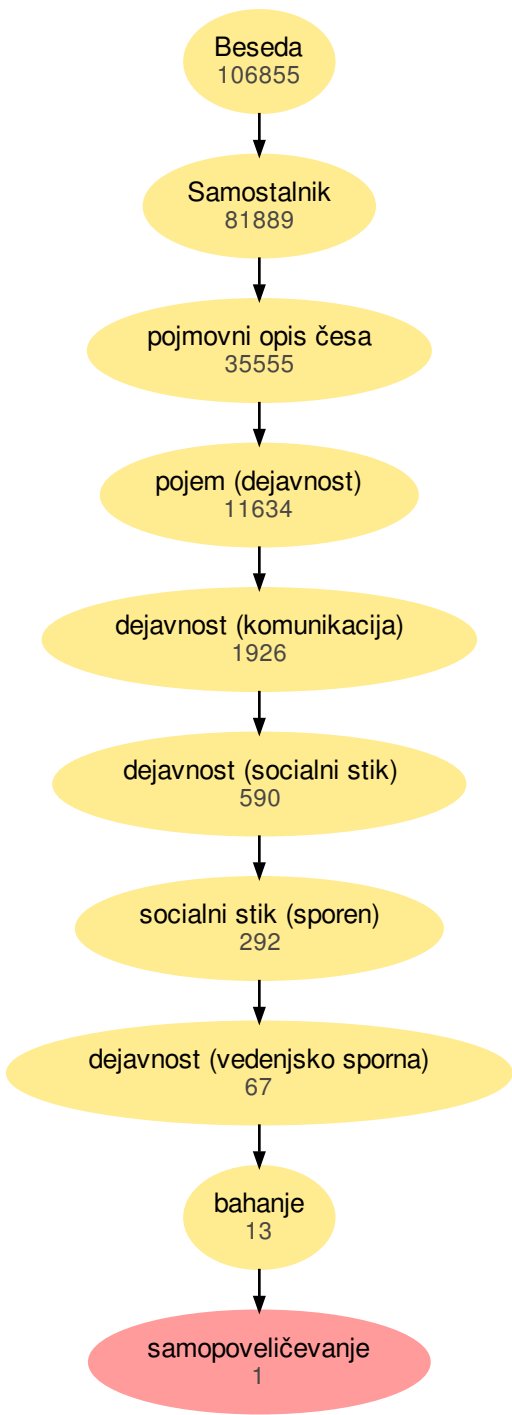 Beseda
106855
Samostalnik
81889
pojmovni opis česa
35555
pojem (dejavnost)
11634
dejavnost (komunikacija)
1926
dejavnost (socialni stik)
590
socialni stik (sporen)
292
dejavnost (vedenjsko sporna)
67
bahanje
13
samopoveličevanje
1